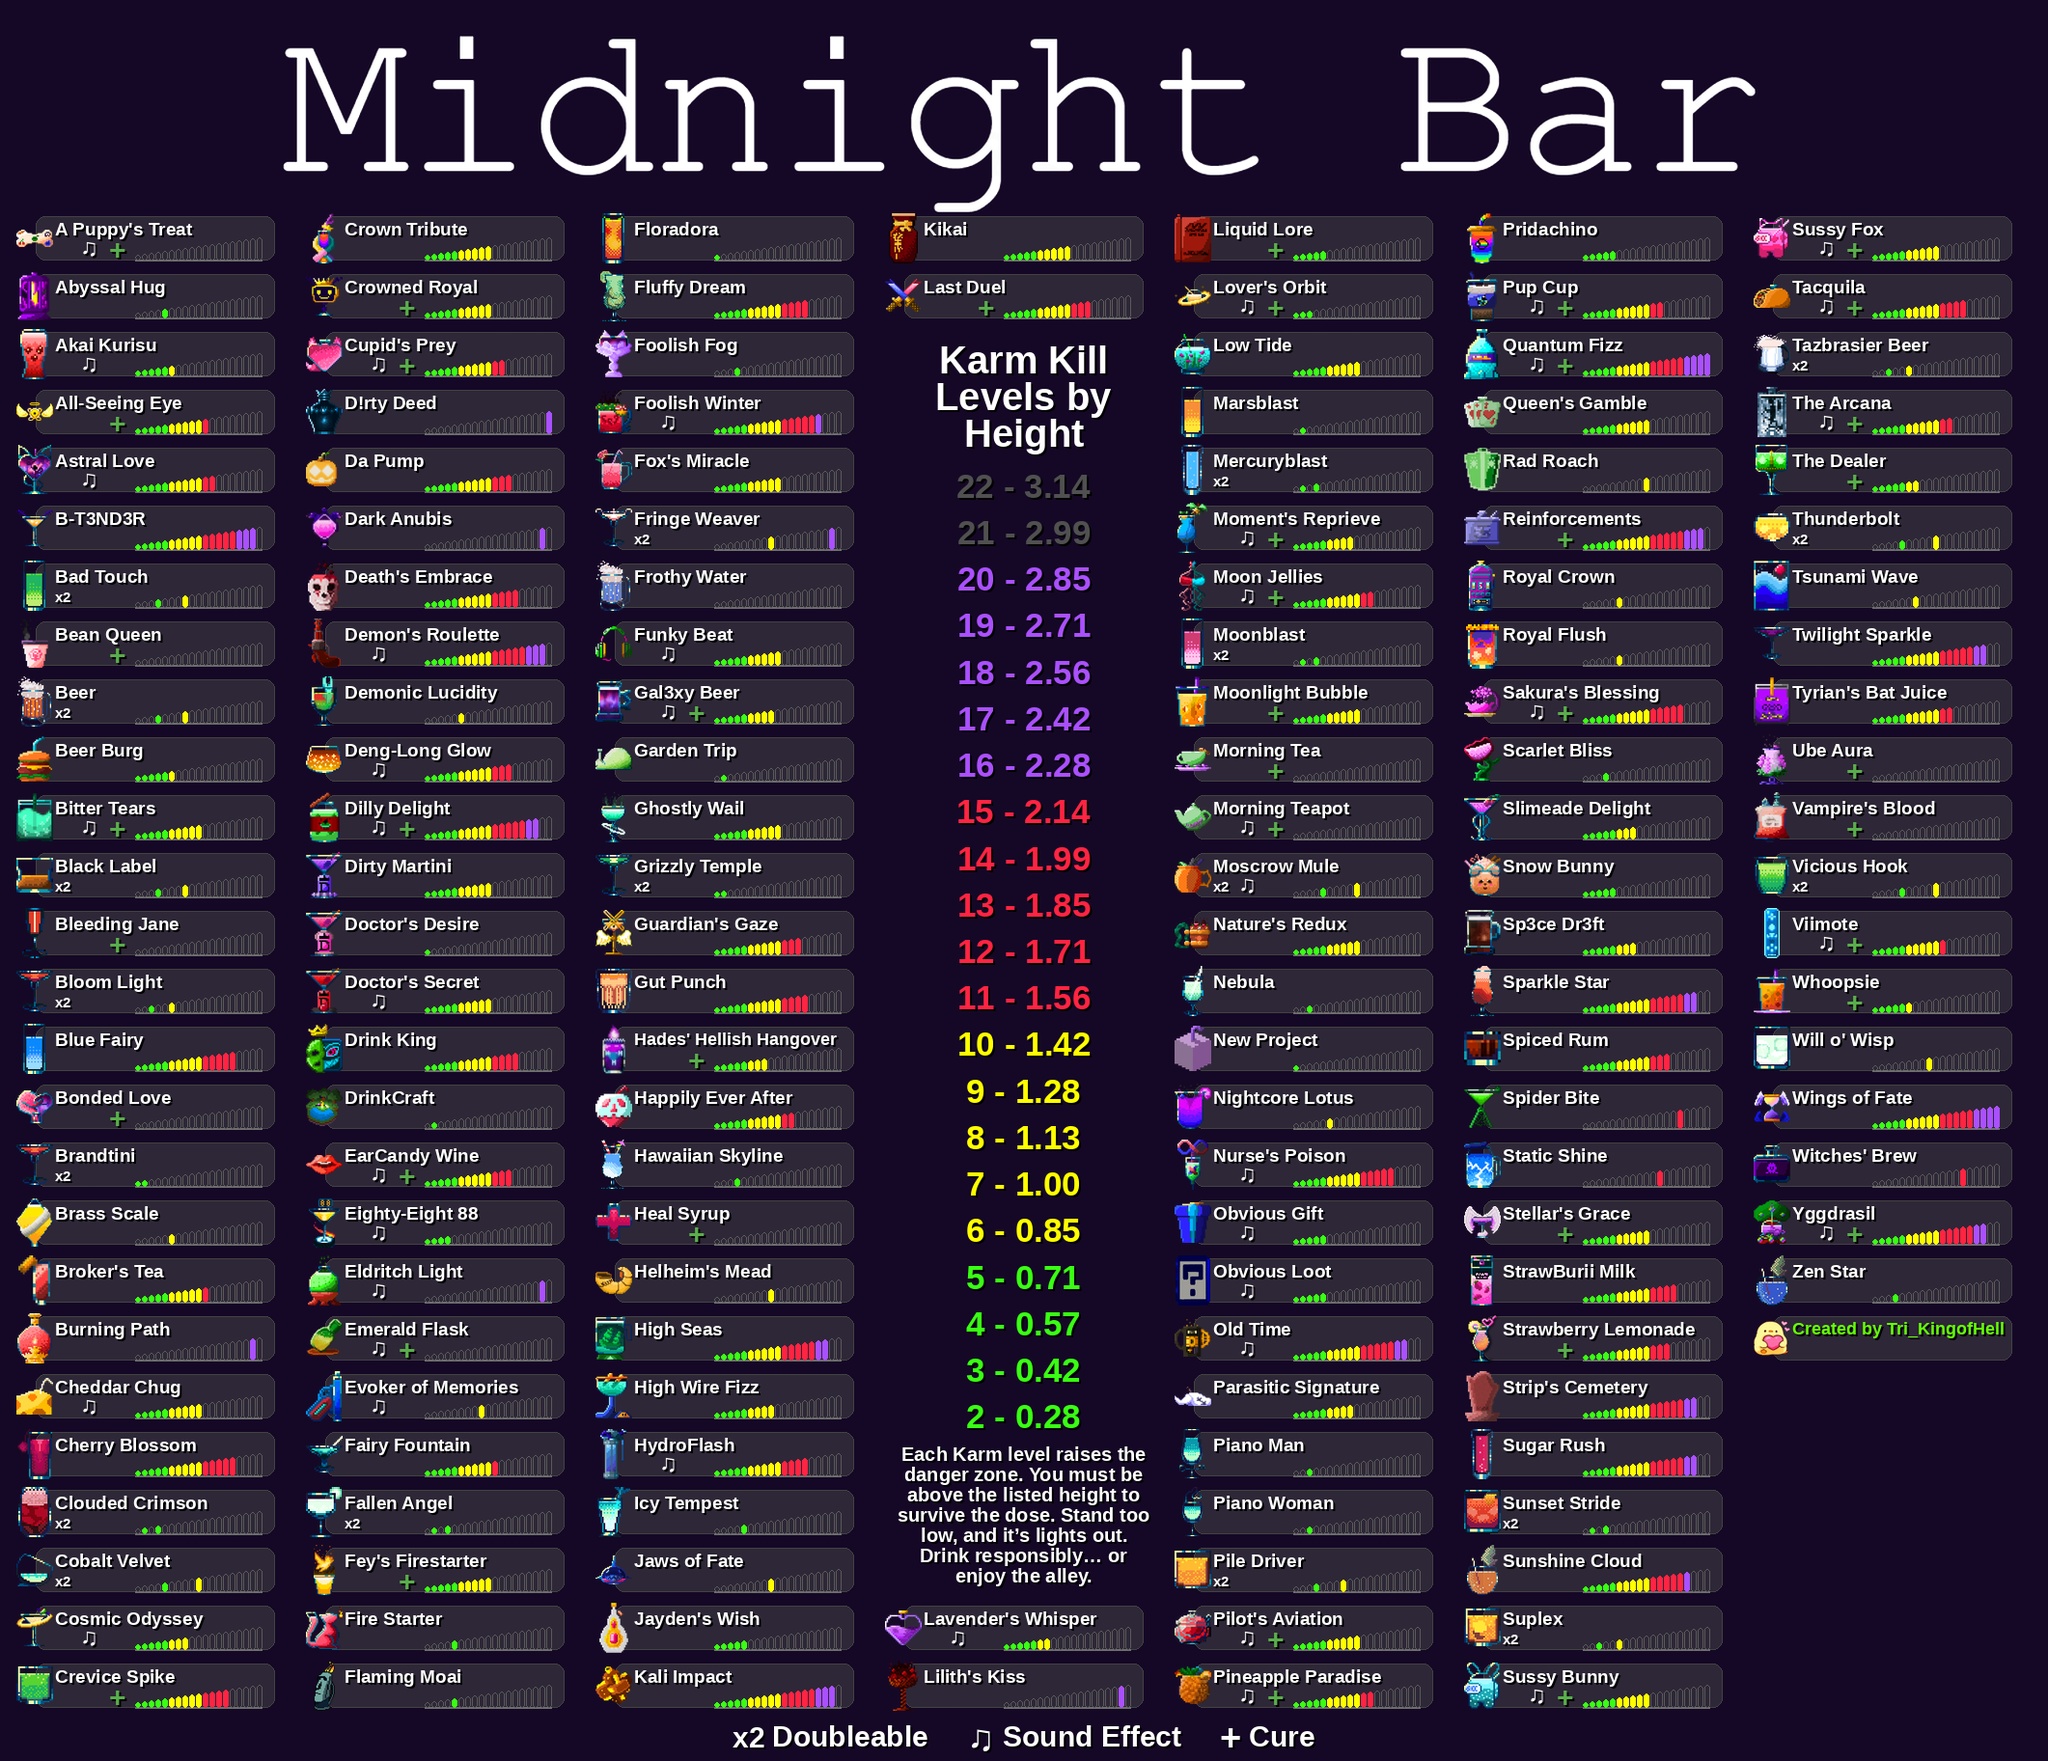 Midnight Bar
A Puppy's Treat
♫ +
Abyssal Hug
Akai Kurisu
♫
All-Seeing Eye
+
Astral Love
♫
B-T3ND3R
Bad Touch
x2
Bean Queen
+
Beer
x2
Beer Burg
Bitter Tears
♫ +
Black Label
x2
Bleeding Jane
+
Bloom Light
x2
Blue Fairy
Bonded Love
+
Brandtini
x2
Brass Scale
Broker's Tea
Burning Path
Cheddar Chug
♫
Cherry Blossom
Clouded Crimson
x2
Cobalt Velvet
x2
Cosmic Odyssey
♫
Crevice Spike
+
Crown Tribute
Crowned Royal
+
Cupid's Prey
♫ +
D!rty Deed
Da Pump
Dark Anubis
Death's Embrace
Demon's Roulette
♫
Demonic Lucidity
Deng-Long Glow
♫
Dilly Delight
♫ +
Dirty Martini
Doctor's Desire
Doctor's Secret
♫
Drink King
DrinkCraft
EarCandy Wine
♫ +
Eighty-Eight 88
♫
Eldritch Light
♫
Emerald Flask
♫ +
Evoker of Memories
♫
Fairy Fountain
Fallen Angel
x2
Fey's Firestarter
+
Fire Starter
Flaming Moai
Floradora
Fluffy Dream
Foolish Fog
Foolish Winter
♫
Fox's Miracle
Fringe Weaver
x2
Frothy Water
Funky Beat
♫
Gal3xy Beer
♫ +
Garden Trip
Ghostly Wail
Grizzly Temple
x2
Guardian's Gaze
Gut Punch
Hades' Hellish Hangover
+
Happily Ever After
Hawaiian Skyline
Heal Syrup
+
Helheim's Mead
High Seas
High Wire Fizz
HydroFlash
♫
Icy Tempest
Jaws of Fate
Jayden's Wish
Kali Impact
Kikai
Last Duel
+
Karm Kill
Levels by
Height
22 - 3.14
21 - 2.99
20 - 2.85
19 - 2.71
18 - 2.56
17 - 2.42
16 - 2.28
15 - 2.14
14 - 1.99
13 - 1.85
12 - 1.71
11 - 1.56
10 - 1.42
9 - 1.28
8 - 1.13
7 - 1.00
6 - 0.85
5 - 0.71
4 - 0.57
3 - 0.42
2 - 0.28
Each Karm level raises the
danger zone. You must be
above the listed height to
survive the dose. Stand too
low, and it’s lights out.
Drink responsibly… or
enjoy the alley.
Lavender's Whisper
♫
Lilith's Kiss
Liquid Lore
+
Lover's Orbit
♫ +
Low Tide
Marsblast
Mercuryblast
x2
Moment's Reprieve
♫ +
Moon Jellies
♫ +
Moonblast
x2
Moonlight Bubble
+
Morning Tea
+
Morning Teapot
♫ +
Moscrow Mule
x2 ♫
Nature's Redux
Nebula
New Project
Nightcore Lotus
Nurse's Poison
♫
Obvious Gift
♫
Obvious Loot
♫
?
Old Time
♫
Parasitic Signature
Piano Man
Piano Woman
Pile Driver
x2
Pilot's Aviation
♫ +
Pineapple Paradise
♫ +
Pridachino
Pup Cup
♫ +
Quantum Fizz
♫ +
Queen's Gamble
Rad Roach
Reinforcements
+
Royal Crown
Royal Flush
Sakura's Blessing
♫ +
Scarlet Bliss
Slimeade Delight
Snow Bunny
Sp3ce Dr3ft
Sparkle Star
Spiced Rum
Spider Bite
Static Shine
Stellar's Grace
+
StrawBurii Milk
Strawberry Lemonade
+
Strip's Cemetery
Sugar Rush
Sunset Stride
x2
Sunshine Cloud
Suplex
x2
Sussy Bunny
♫ +
Sussy Fox
♫ +
Tacquila
♫ +
Tazbrasier Beer
x2
The Arcana
♫ +
The Dealer
+
Thunderbolt
x2
Tsunami Wave
Twilight Sparkle
Tyrian's Bat Juice
Ube Aura
+
Vampire's Blood
+
Vicious Hook
x2
Viimote
♫ +
Whoopsie
+
Will o' Wisp
Wings of Fate
Witches' Brew
Yggdrasil
♫ +
Zen Star
Created by Tri_KingofHell
x2 Doubleable ♫ Sound Effect + Cure